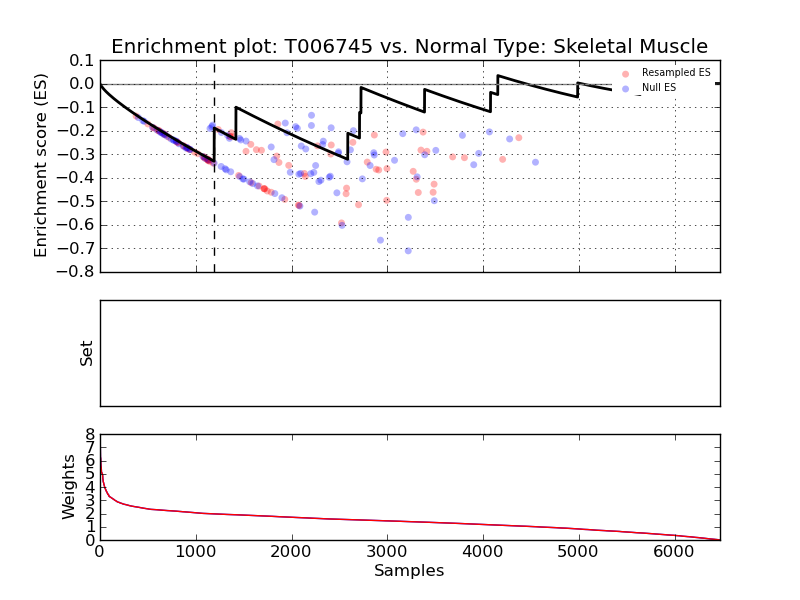 Enrichment plot: T006745 vs. Normal Type: Skeletal Muscle
0.1
0.0
−0.1
−0.2
−0.3
−0.4
−0.5
−0.6
−0.7
−0.8
Enrichment score (ES)
Resampled ES
Null ES
Set
8
7
6
5
4
3
2
1
0
Weights
0 1000 2000 3000 4000 5000 6000
Samples